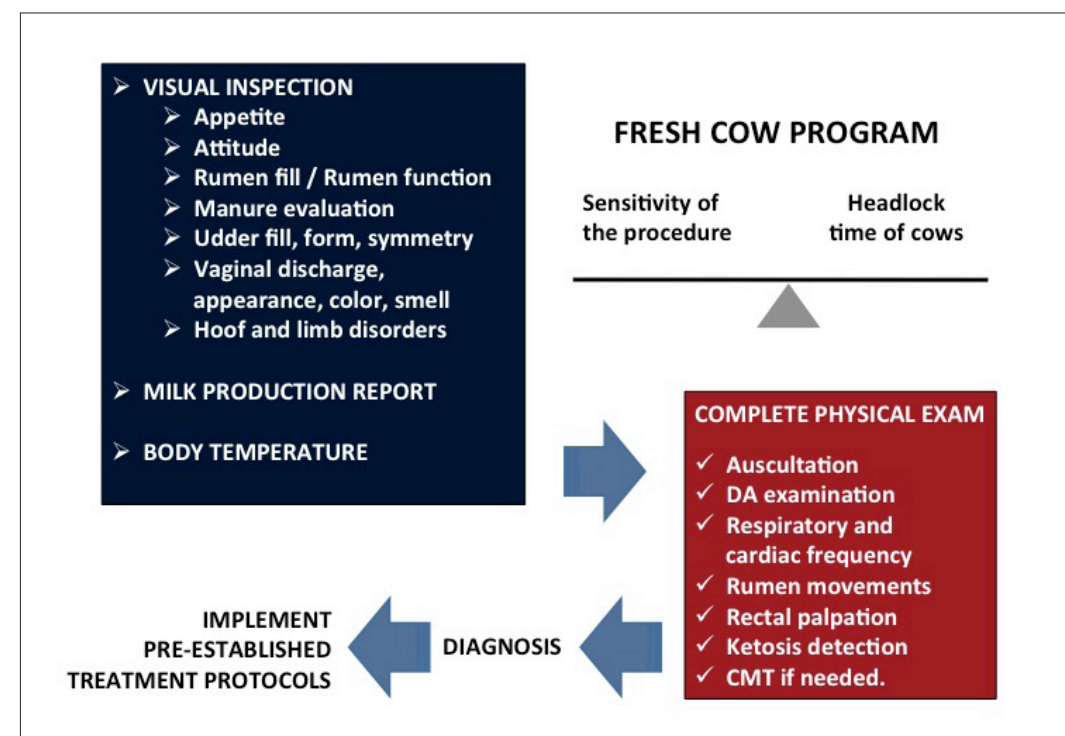 ➢ VISUAL INSPECTION
➢ Appetite
➢ Attitude
➢ Rumen fill / Rumen function
➢ Manure evaluation
➢ Udder fill, form, symmetry
➢ Vaginal discharge,
appearance, color, smell
➢ Hoof and limb disorders
➢ MILK PRODUCTION REPORT
➢ BODY TEMPERATURE
FRESH COW PROGRAM
Sensitivity of
the procedure
Headlock
time of cows
COMPLETE PHYSICAL EXAM
✓ Auscultation
✓ DA examination
✓ Respiratory and
cardiac frequency
✓ Rumen movements
✓ Rectal palpation
✓ Ketosis detection
✓ CMT if needed.
DIAGNOSIS
IMPLEMENT
PRE-ESTABLISHED
TREATMENT PROTOCOLS